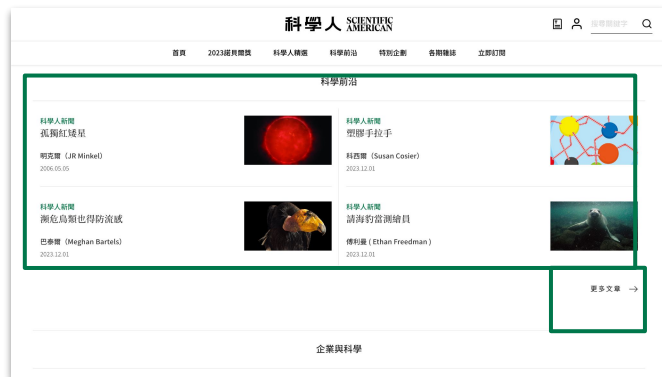 科學人 SCIENTIFIC AMERICAN
搜尋關鍵字
首頁 2023諾貝爾獎 科學人精選 科學前沿 特別企劃 各期雜誌 立即訂閱
科學前沿
科學人新聞
孤獨紅矮星
明克爾（JR Minkel）
2006.05.05
科學人新聞
塑膠手拉手
科西爾（Susan Cosier）
2023.12.01
科學人新聞
瀕危鳥類也得防流感
巴泰爾（Meghan Bartels）
2023.12.01
科學人新聞
請海豹當測繪員
傅利曼 ( Ethan Freedman )
2023.12.01
更多文章 →
企業與科學